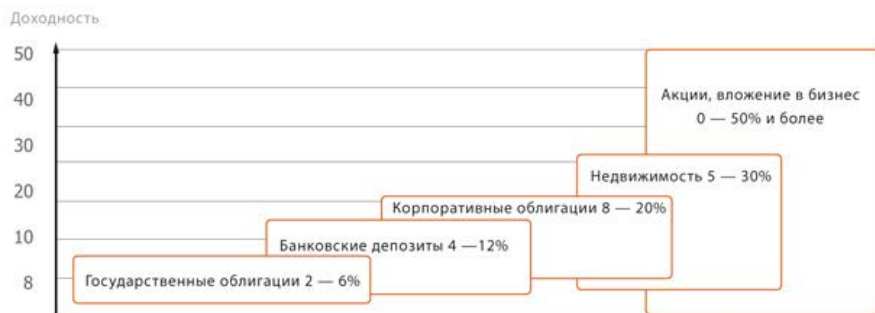 Доходность
50
40
30
20
10
8
Акции, вложение в бизнес
0 — 50% и более
Недвижимость 5 — 30%
Корпоративные облигации 8 — 20%
Банковские депозиты 4 —12%
Государственные облигации 2 — 6%